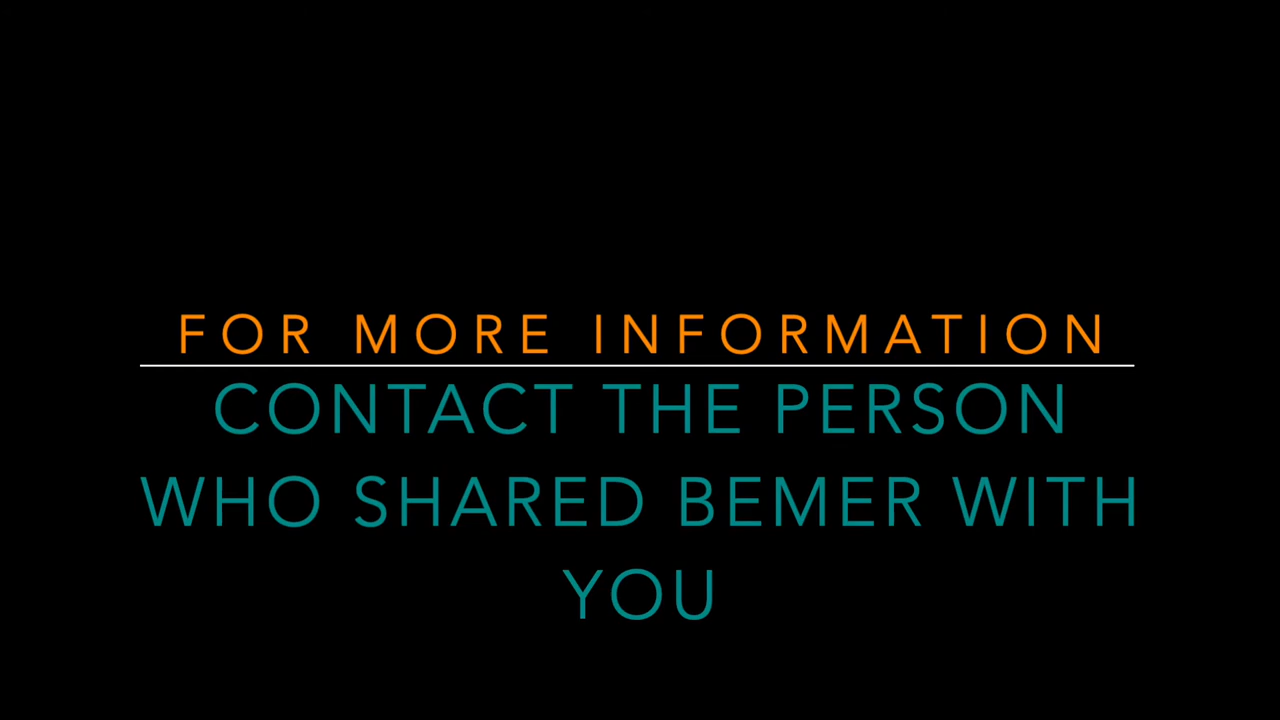 FOR MORE INFORMATION
CONTACT THE PERSON
WHO SHARED BEMER WITH
YOU